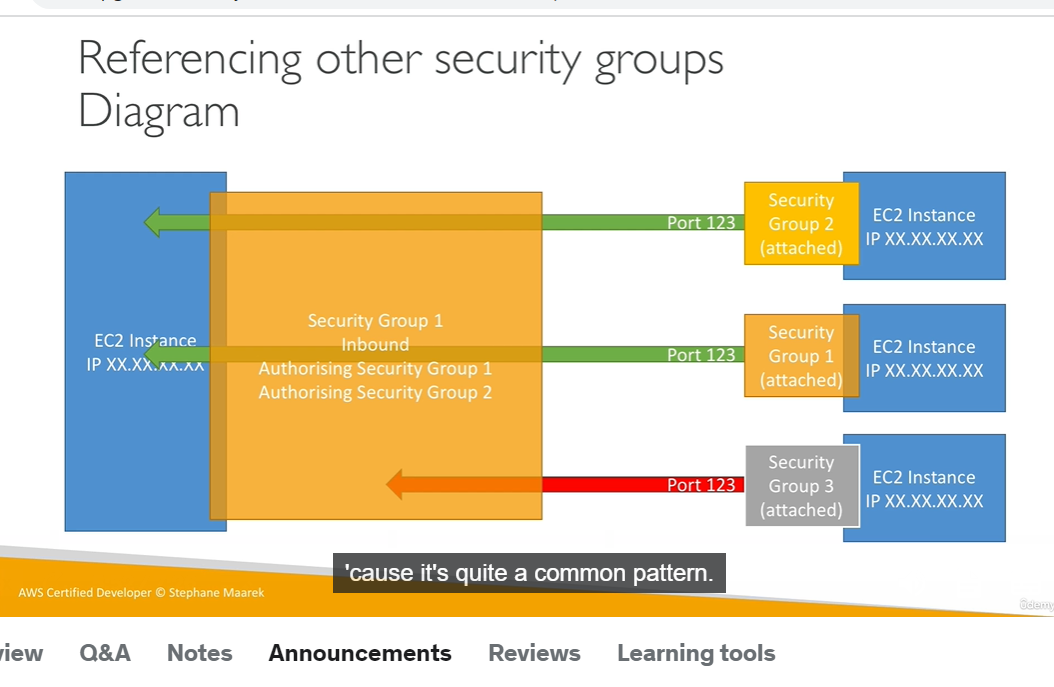 Referencing other security groups
Diagram
EC2 Instance
IP XX.XX.XX.XX
Security Group 1
Inbound
Authorising Security Group 1
Authorising Security Group 2
Port 123
Security
Group 2
(attached)
EC2 Instance
IP XX.XX.XX.XX
Port 123
Security
Group 1
(attached)
EC2 Instance
IP XX.XX.XX.XX
Port 123
Security
Group 3
(attached)
EC2 Instance
IP XX.XX.XX.XX
'cause it's quite a common pattern.
AWS Certified Developer © Stephane Maarek
Q&A
Notes
Announcements
Reviews
Learning tools